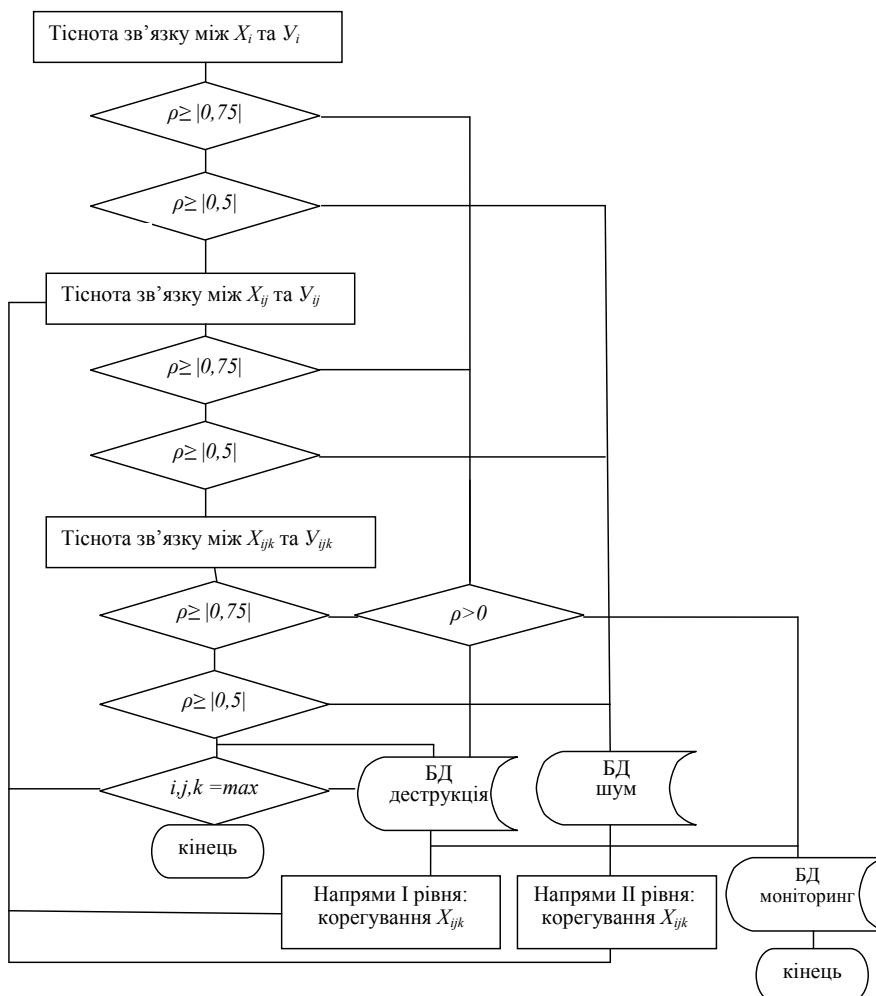 Тіснота зв’язку між Xi та Уi
ρ≥ |0,75|
ρ≥ |0,5|
Тіснота зв’язку між Xij та Уij
ρ≥ |0,75|
ρ≥ |0,5|
Тіснота зв’язку між Xijk та Уijk
ρ≥ |0,75|
ρ>0
ρ≥ |0,5|
i,j,k =max
БД
деструкція
БД
шум
кінець
Напрями І рівня:
корегування Xijk
Напрями ІІ рівня:
корегування Xijk
БД
моніторинг
кінець